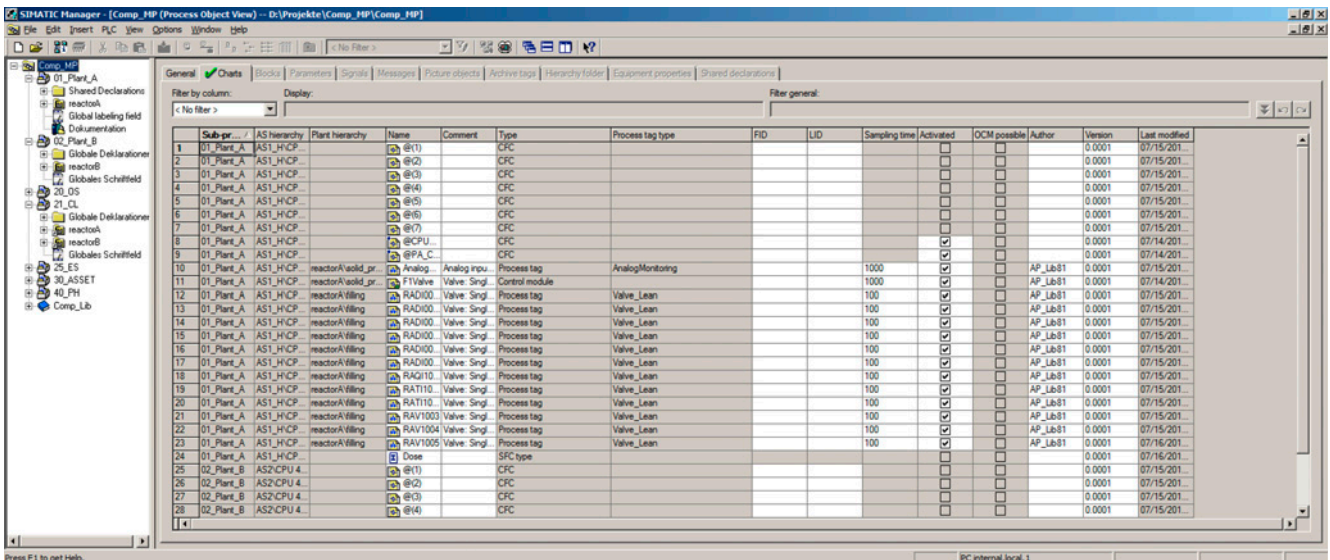 SIMATIC Manager - [Comp_MP (Process Object View) -- D:\Projekte\Comp_MP\Comp_MP]
File Edit Insert PLC View Options Window Help
< No Filter >
Comp_MP
01_Plant_A
Shared Declarations
reactorA
Global labeling field
Dokumentation
02_Plant_B
Globale Deklarationer
reactorB
Globales Schriftfeld
20_OS
21_CL
Globale Deklarationer
reactorA
reactorB
Globales Schriftfeld
25_ES
30_ASSET
40_PH
Comp_Lib
General Charts Blocks Parameters Signals Messages Picture objects Archive tags Hierarchy folder Equipment properties Shared declarations
Filter by column: Display: Filter general:
< No filter >
Sub-pr... / AS hierarchy Plant hierarchy Name Comment Type Process tag type FID LID Sampling time Activated OCM possible Author Version Last modified
1 01_Plant_A AS1_H\CP... @(1) CFC 0.0001 07/15/201...
2 01_Plant_A AS1_H\CP... @(2) CFC 0.0001 07/15/201...
3 01_Plant_A AS1_H\CP... @(3) CFC 0.0001 07/15/201...
4 01_Plant_A AS1_H\CP... @(4) CFC 0.0001 07/15/201...
5 01_Plant_A AS1_H\CP... @(5) CFC 0.0001 07/15/201...
6 01_Plant_A AS1_H\CP... @(6) CFC 0.0001 07/15/201...
7 01_Plant_A AS1_H\CP... @(7) CFC 0.0001 07/15/201...
8 01_Plant_A AS1_H\CP... @CPU... CFC 0.0001 07/14/201...
9 01_Plant_A AS1_H\CP... @PA_C... CFC 0.0001 07/14/201...
10 01_Plant_A AS1_H\CP... reactorA\solid_pr... Analog... Analog inpu... Process tag AnalogMonitoring 1000 AP_Lib81 0.0001 07/15/201...
11 01_Plant_A AS1_H\CP... reactorA\solid_pr... F1Valve Valve: Singl... Control module 1000 AP_Lib81 0.0001 07/14/201...
12 01_Plant_A AS1_H\CP... reactorA\filling RADI00... Valve: Singl... Process tag Valve_Lean 100 AP_Lib81 0.0001 07/15/201...
13 01_Plant_A AS1_H\CP... reactorA\filling RADI00... Valve: Singl... Process tag Valve_Lean 100 AP_Lib81 0.0001 07/15/201...
14 01_Plant_A AS1_H\CP... reactorA\filling RADI00... Valve: Singl... Process tag Valve_Lean 100 AP_Lib81 0.0001 07/15/201...
15 01_Plant_A AS1_H\CP... reactorA\filling RADI00... Valve: Singl... Process tag Valve_Lean 100 AP_Lib81 0.0001 07/15/201...
16 01_Plant_A AS1_H\CP... reactorA\filling RADI00... Valve: Singl... Process tag Valve_Lean 100 AP_Lib81 0.0001 07/15/201...
17 01_Plant_A AS1_H\CP... reactorA\filling RADI00... Valve: Singl... Process tag Valve_Lean 100 AP_Lib81 0.0001 07/15/201...
18 01_Plant_A AS1_H\CP... reactorA\filling RAQI10... Valve: Singl... Process tag Valve_Lean 100 AP_Lib81 0.0001 07/15/201...
19 01_Plant_A AS1_H\CP... reactorA\filling RATI10... Valve: Singl... Process tag Valve_Lean 100 AP_Lib81 0.0001 07/15/201...
20 01_Plant_A AS1_H\CP... reactorA\filling RATI10... Valve: Singl... Process tag Valve_Lean 100 AP_Lib81 0.0001 07/15/201...
21 01_Plant_A AS1_H\CP... reactorA\filling RAV1003 Valve: Singl... Process tag Valve_Lean 100 AP_Lib81 0.0001 07/15/201...
22 01_Plant_A AS1_H\CP... reactorA\filling RAV1004 Valve: Singl... Process tag Valve_Lean 100 AP_Lib81 0.0001 07/15/201...
23 01_Plant_A AS1_H\CP... reactorA\filling RAV1005 Valve: Singl... Process tag Valve_Lean 100 AP_Lib81 0.0001 07/16/201...
24 01_Plant_A AS1_H\CP... Dose SFC type 0.0001 07/16/201...
25 02_Plant_B AS2\CPU 4... @(1) CFC 0.0001 07/15/201...
26 02_Plant_B AS2\CPU 4... @(2) CFC 0.0001 07/15/201...
27 02_Plant_B AS2\CPU 4... @(3) CFC 0.0001 07/15/201...
28 02_Plant_B AS2\CPU 4... @(4) CFC 0.0001 07/15/201...
Press F1 to get Help. PC internal.local.1